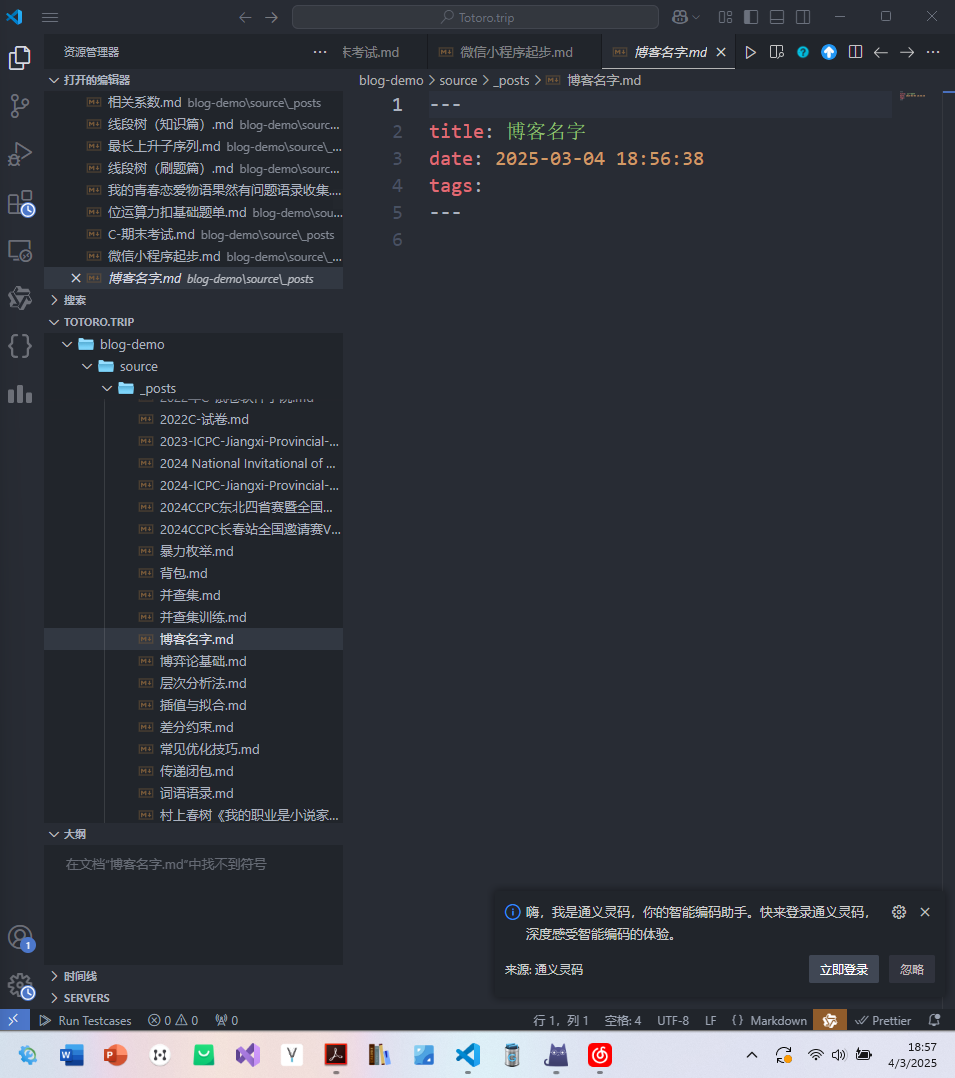 Totoro.trip
资源管理器
打开的编辑器
相关系数.md blog-demo\source\_posts
线段树（知识篇）.md blog-demo\sourc...
最长上升子序列.md blog-demo\source\_...
线段树（刷题篇）.md blog-demo\sourc...
我的青春恋爱物语果然有问题语录收集....
位运算力扣基础题单.md blog-demo\sou...
C-期末考试.md blog-demo\source\_posts
微信小程序起步.md blog-demo\source\_...
博客名字.md blog-demo\source\_posts
搜索
TOTORO.TRIP
blog-demo
source
_posts
2022C-试卷.md
2023-ICPC-Jiangxi-Provincial-...
2024 National Invitational of ...
2024-ICPC-Jiangxi-Provincial-...
2024CCPC东北四省赛暨全国...
2024CCPC长春站全国邀请赛V...
暴力枚举.md
背包.md
并查集.md
并查集训练.md
博客名字.md
博弈论基础.md
层次分析法.md
插值与拟合.md
差分约束.md
常见优化技巧.md
传递闭包.md
词语语录.md
村上春树《我的职业是小说家...
大纲
在文档“博客名字.md”中找不到符号
时间线
SERVERS
末考试.md 微信小程序起步.md 博客名字.md
blog-demo > source > _posts > 博客名字.md
1 ---
2 title: 博客名字
3 date: 2025-03-04 18:56:38
4 tags:
5 ---
6
嗨，我是通义灵码，你的智能编码助手。快来登录通义灵码，
深度感受智能编码的体验。
来源: 通义灵码 立即登录 忽略
1
Run Testcases 0 0 0 行 1，列 1 空格: 4 UTF-8 LF {} Markdown Prettier
18:57
4/3/2025